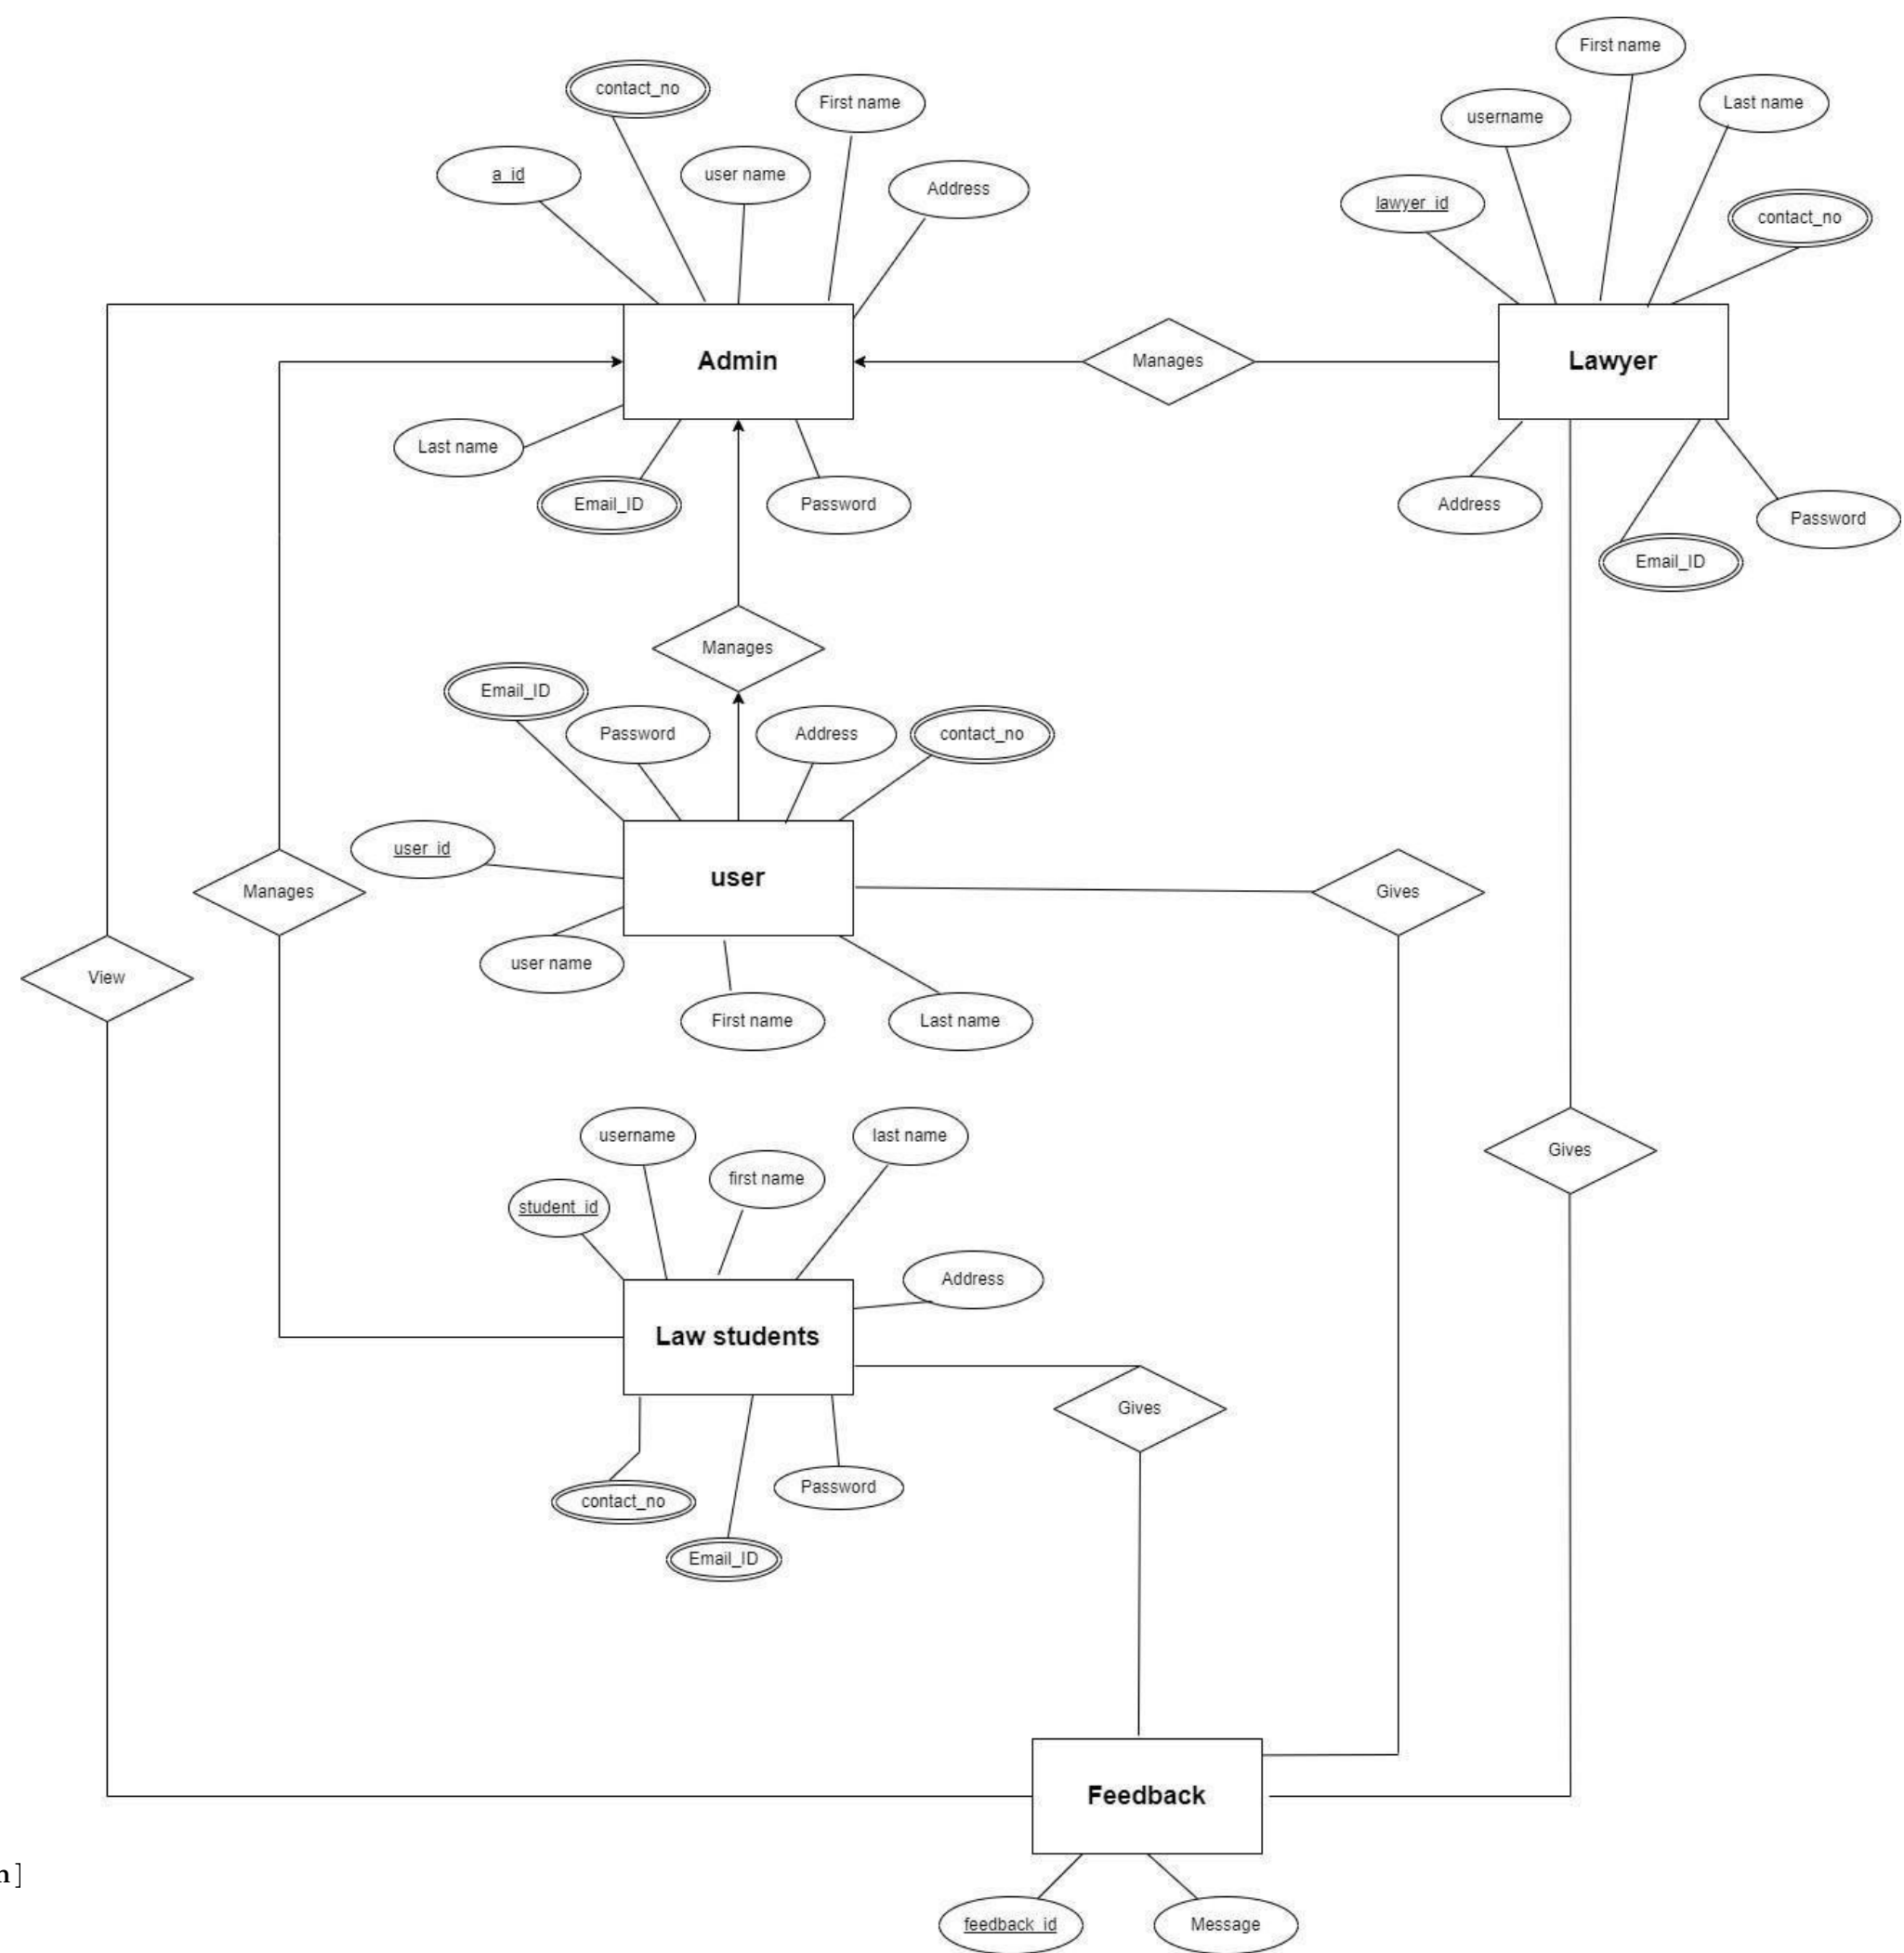 First name
contact_no
First name
Last name
username
user name
a_id
Address
lawyer_id
contact_no
Admin
Manages
Lawyer
Last name
Email_ID
Password
Address
Password
Email_ID
Manages
Email_ID
Password
Address
contact_no
user_id
user
Manages
Gives
user name
View
First name
Last name
username
last name
Gives
first name
student_id
Address
Law students
Gives
Password
contact_no
Email_ID
Feedback
n]
feedback_id
Message